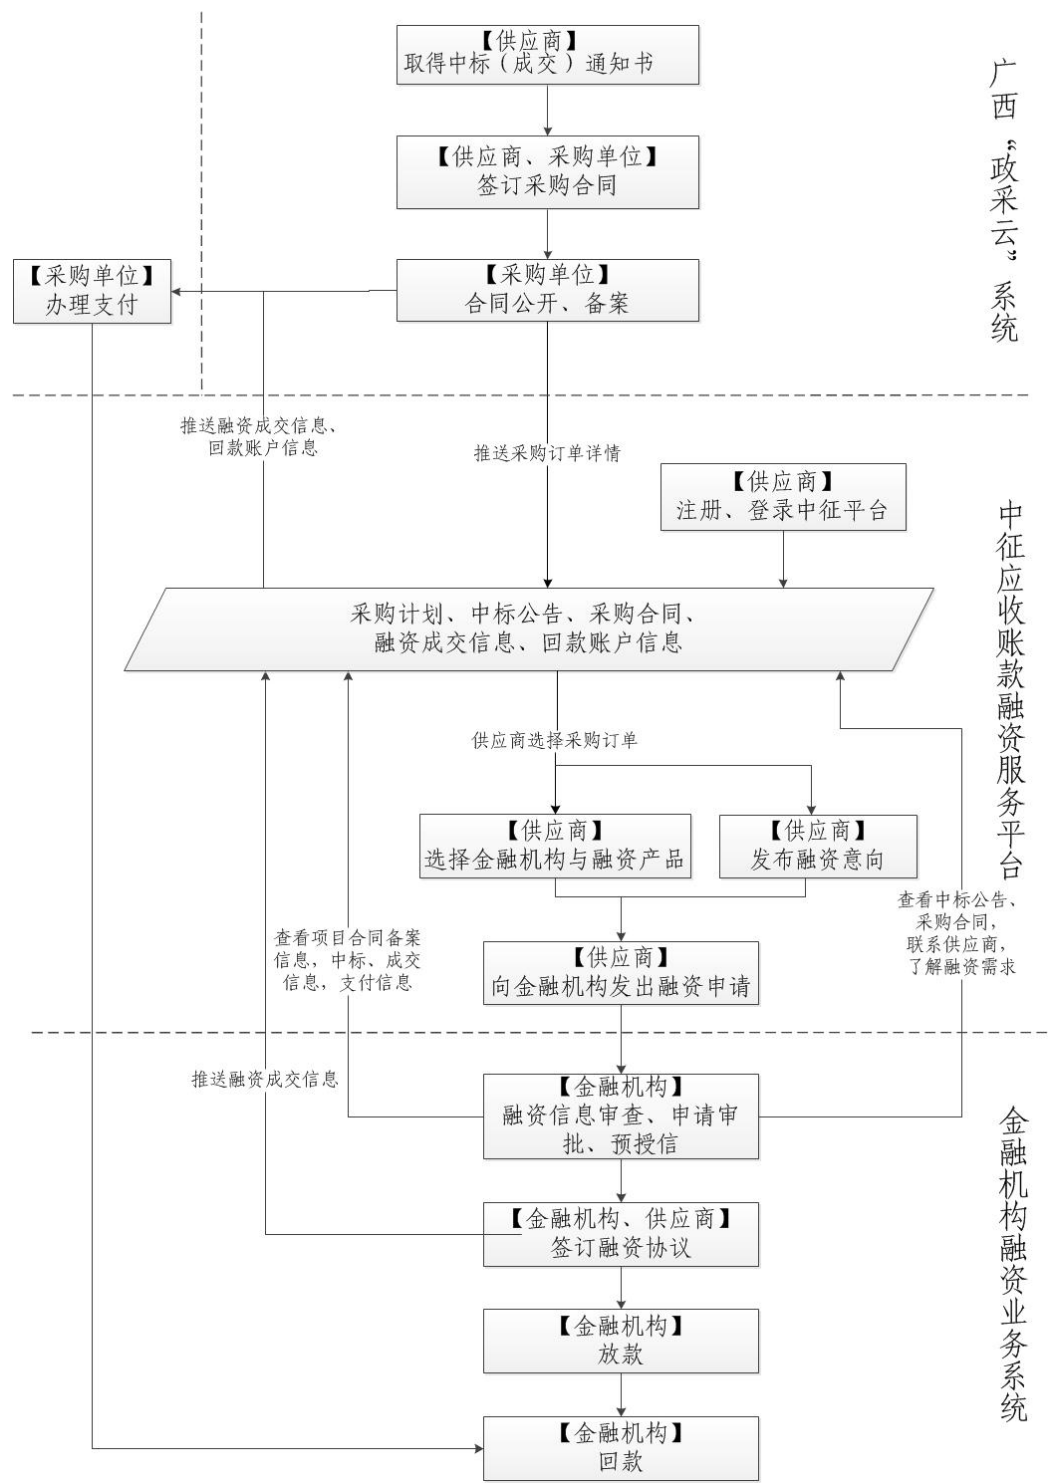 【供应商】
取得中标（成交）通知书
【供应商、采购单位】
签订采购合同
【采购单位】
办理支付
【采购单位】
合同公开、备案
广西“政采云”系统
推送融资成交信息、
回款账户信息
推送采购订单详情
【供应商】
注册、登录中征平台
采购计划、中标公告、采购合同、
融资成交信息、回款账户信息
供应商选择采购订单
【供应商】
选择金融机构与融资产品
【供应商】
发布融资意向
中征应收账款融资服务平台
查看中标公告、
采购合同，
联系供应商，
了解融资需求
查看项目合同备案
信息，中标、成交
信息，支付信息
【供应商】
向金融机构发出融资申请
推送融资成交信息
【金融机构】
融资信息审查、申请审
批、预授信
【金融机构、供应商】
签订融资协议
【金融机构】
放款
【金融机构】
回款
金融机构融资业务系统